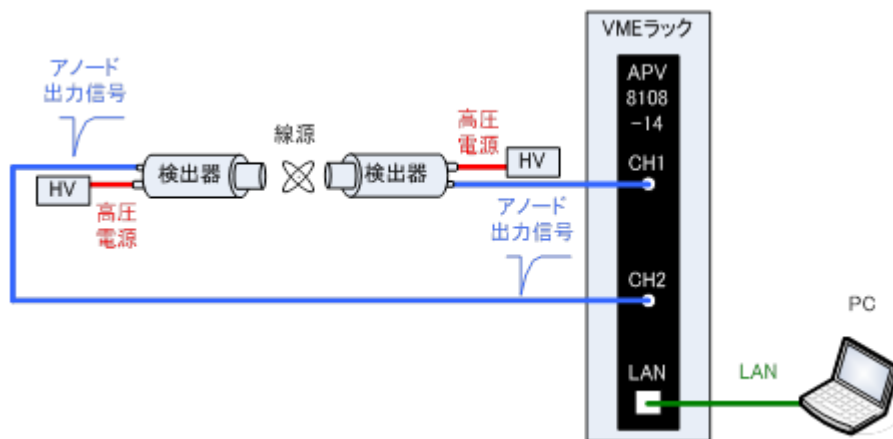 VMEラック
APV
8108
-14
アノード
出力信号
線源
高圧
電源
HV
検出器
検出器
CH1
HV
高圧
電源
アノード
出力信号
CH2
PC
LAN
LAN